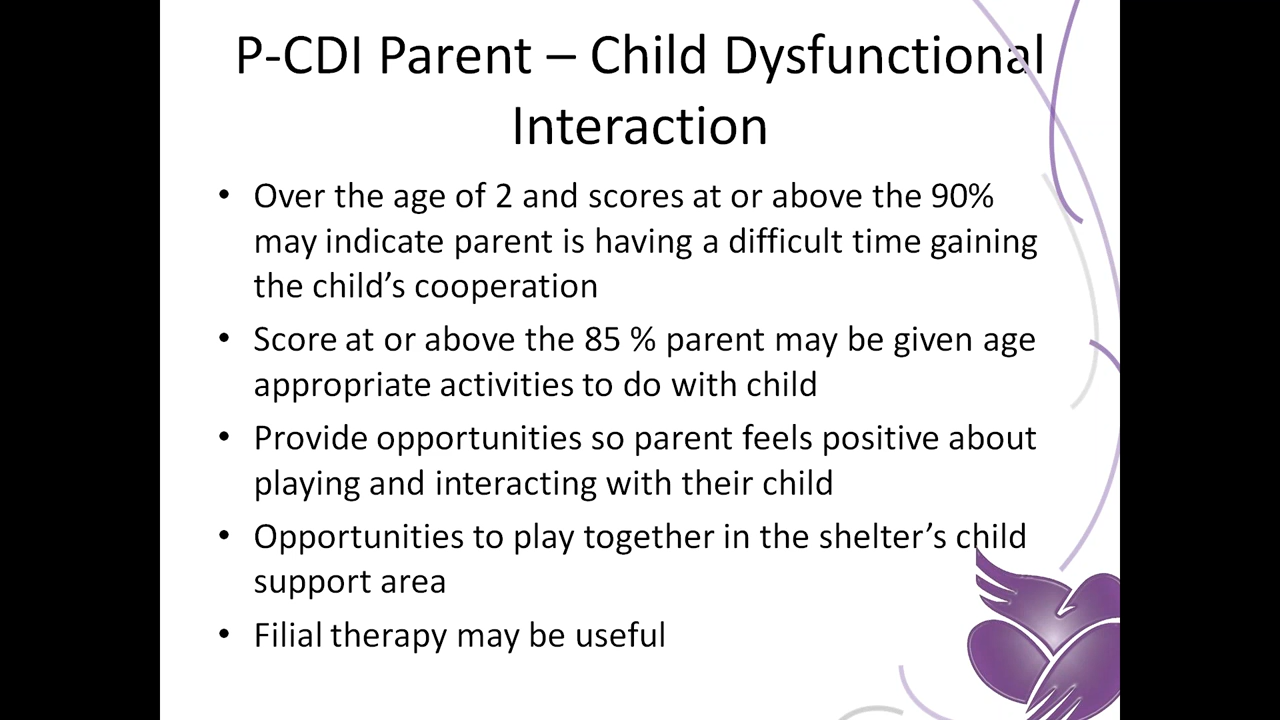 P-CDI Parent – Child Dysfunctional
Interaction
• Over the age of 2 and scores at or above the 90%
may indicate parent is having a difficult time gaining
the child’s cooperation
• Score at or above the 85 % parent may be given age
appropriate activities to do with child
• Provide opportunities so parent feels positive about
playing and interacting with their child
• Opportunities to play together in the shelter’s child
support area
• Filial therapy may be useful